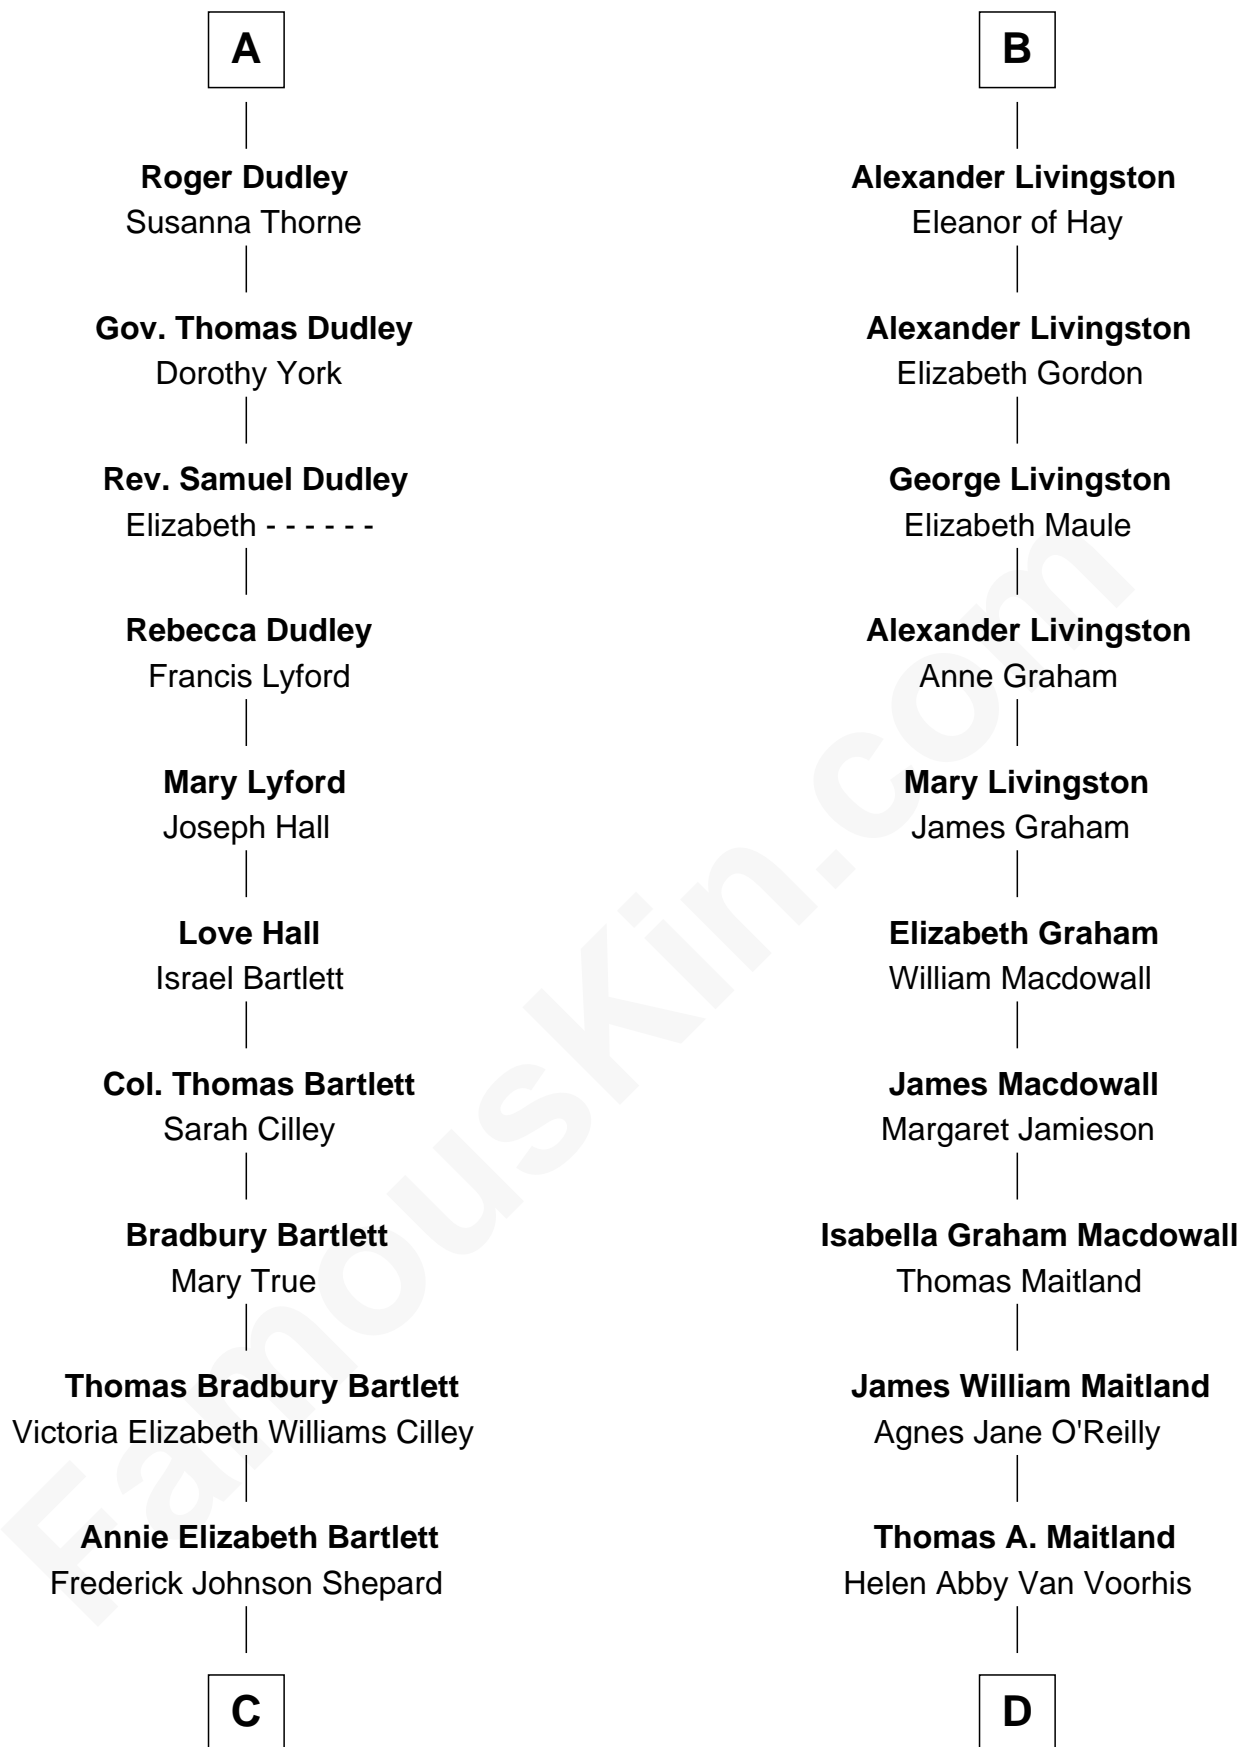 A
Roger Dudley
Susanna Thorne
Gov. Thomas Dudley
Dorothy York
Rev. Samuel Dudley
Elizabeth - - - - - -
Rebecca Dudley
Francis Lyford
Mary Lyford
Joseph Hall
Love Hall
Israel Bartlett
Col. Thomas Bartlett
Sarah Cilley
Bradbury Bartlett
Mary True
Thomas Bradbury Bartlett
Victoria Elizabeth Williams Cilley
Annie Elizabeth Bartlett
Frederick Johnson Shepard
C
B
Alexander Livingston
Eleanor of Hay
Alexander Livingston
Elizabeth Gordon
George Livingston
Elizabeth Maule
Alexander Livingston
Anne Graham
Mary Livingston
James Graham
Elizabeth Graham
William Macdowall
James Macdowall
Margaret Jamieson
Isabella Graham Macdowall
Thomas Maitland
James William Maitland
Agnes Jane O'Reilly
Thomas A. Maitland
Helen Abby Van Voorhis
D
FamousKin.com